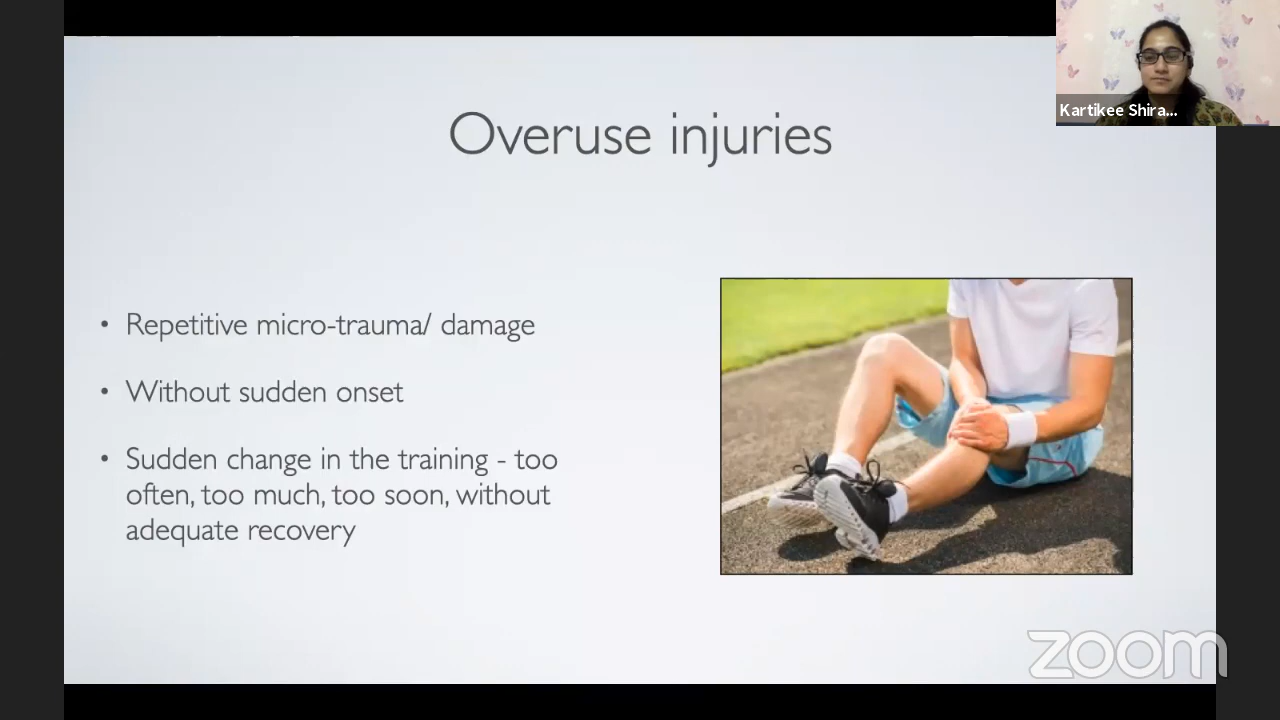 Kartikee Shira...
Overuse injuries
• Repetitive micro-trauma/ damage
• Without sudden onset
• Sudden change in the training - too
often, too much, too soon, without
adequate recovery
zoom